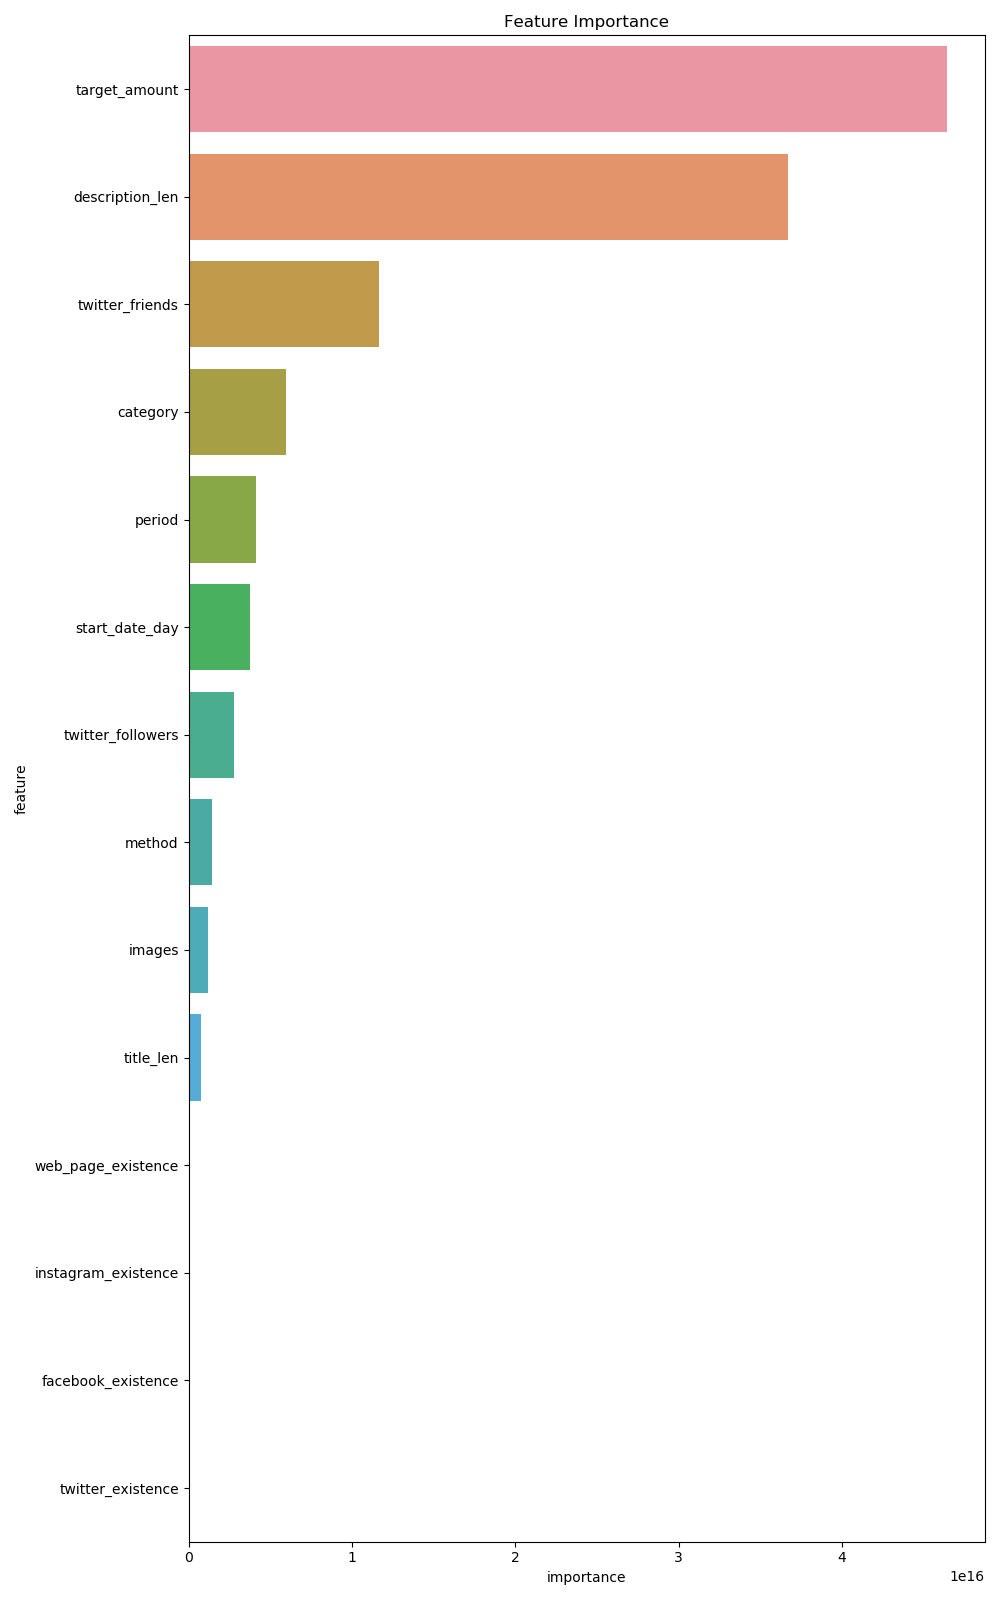 Feature Importance
target_amount
description_len
twitter_friends
category
period
start_date_day
twitter_followers
method
images
title_len
web_page_existence
instagram_existence
facebook_existence
twitter_existence
feature
0 1 2 3 4
1e16
importance